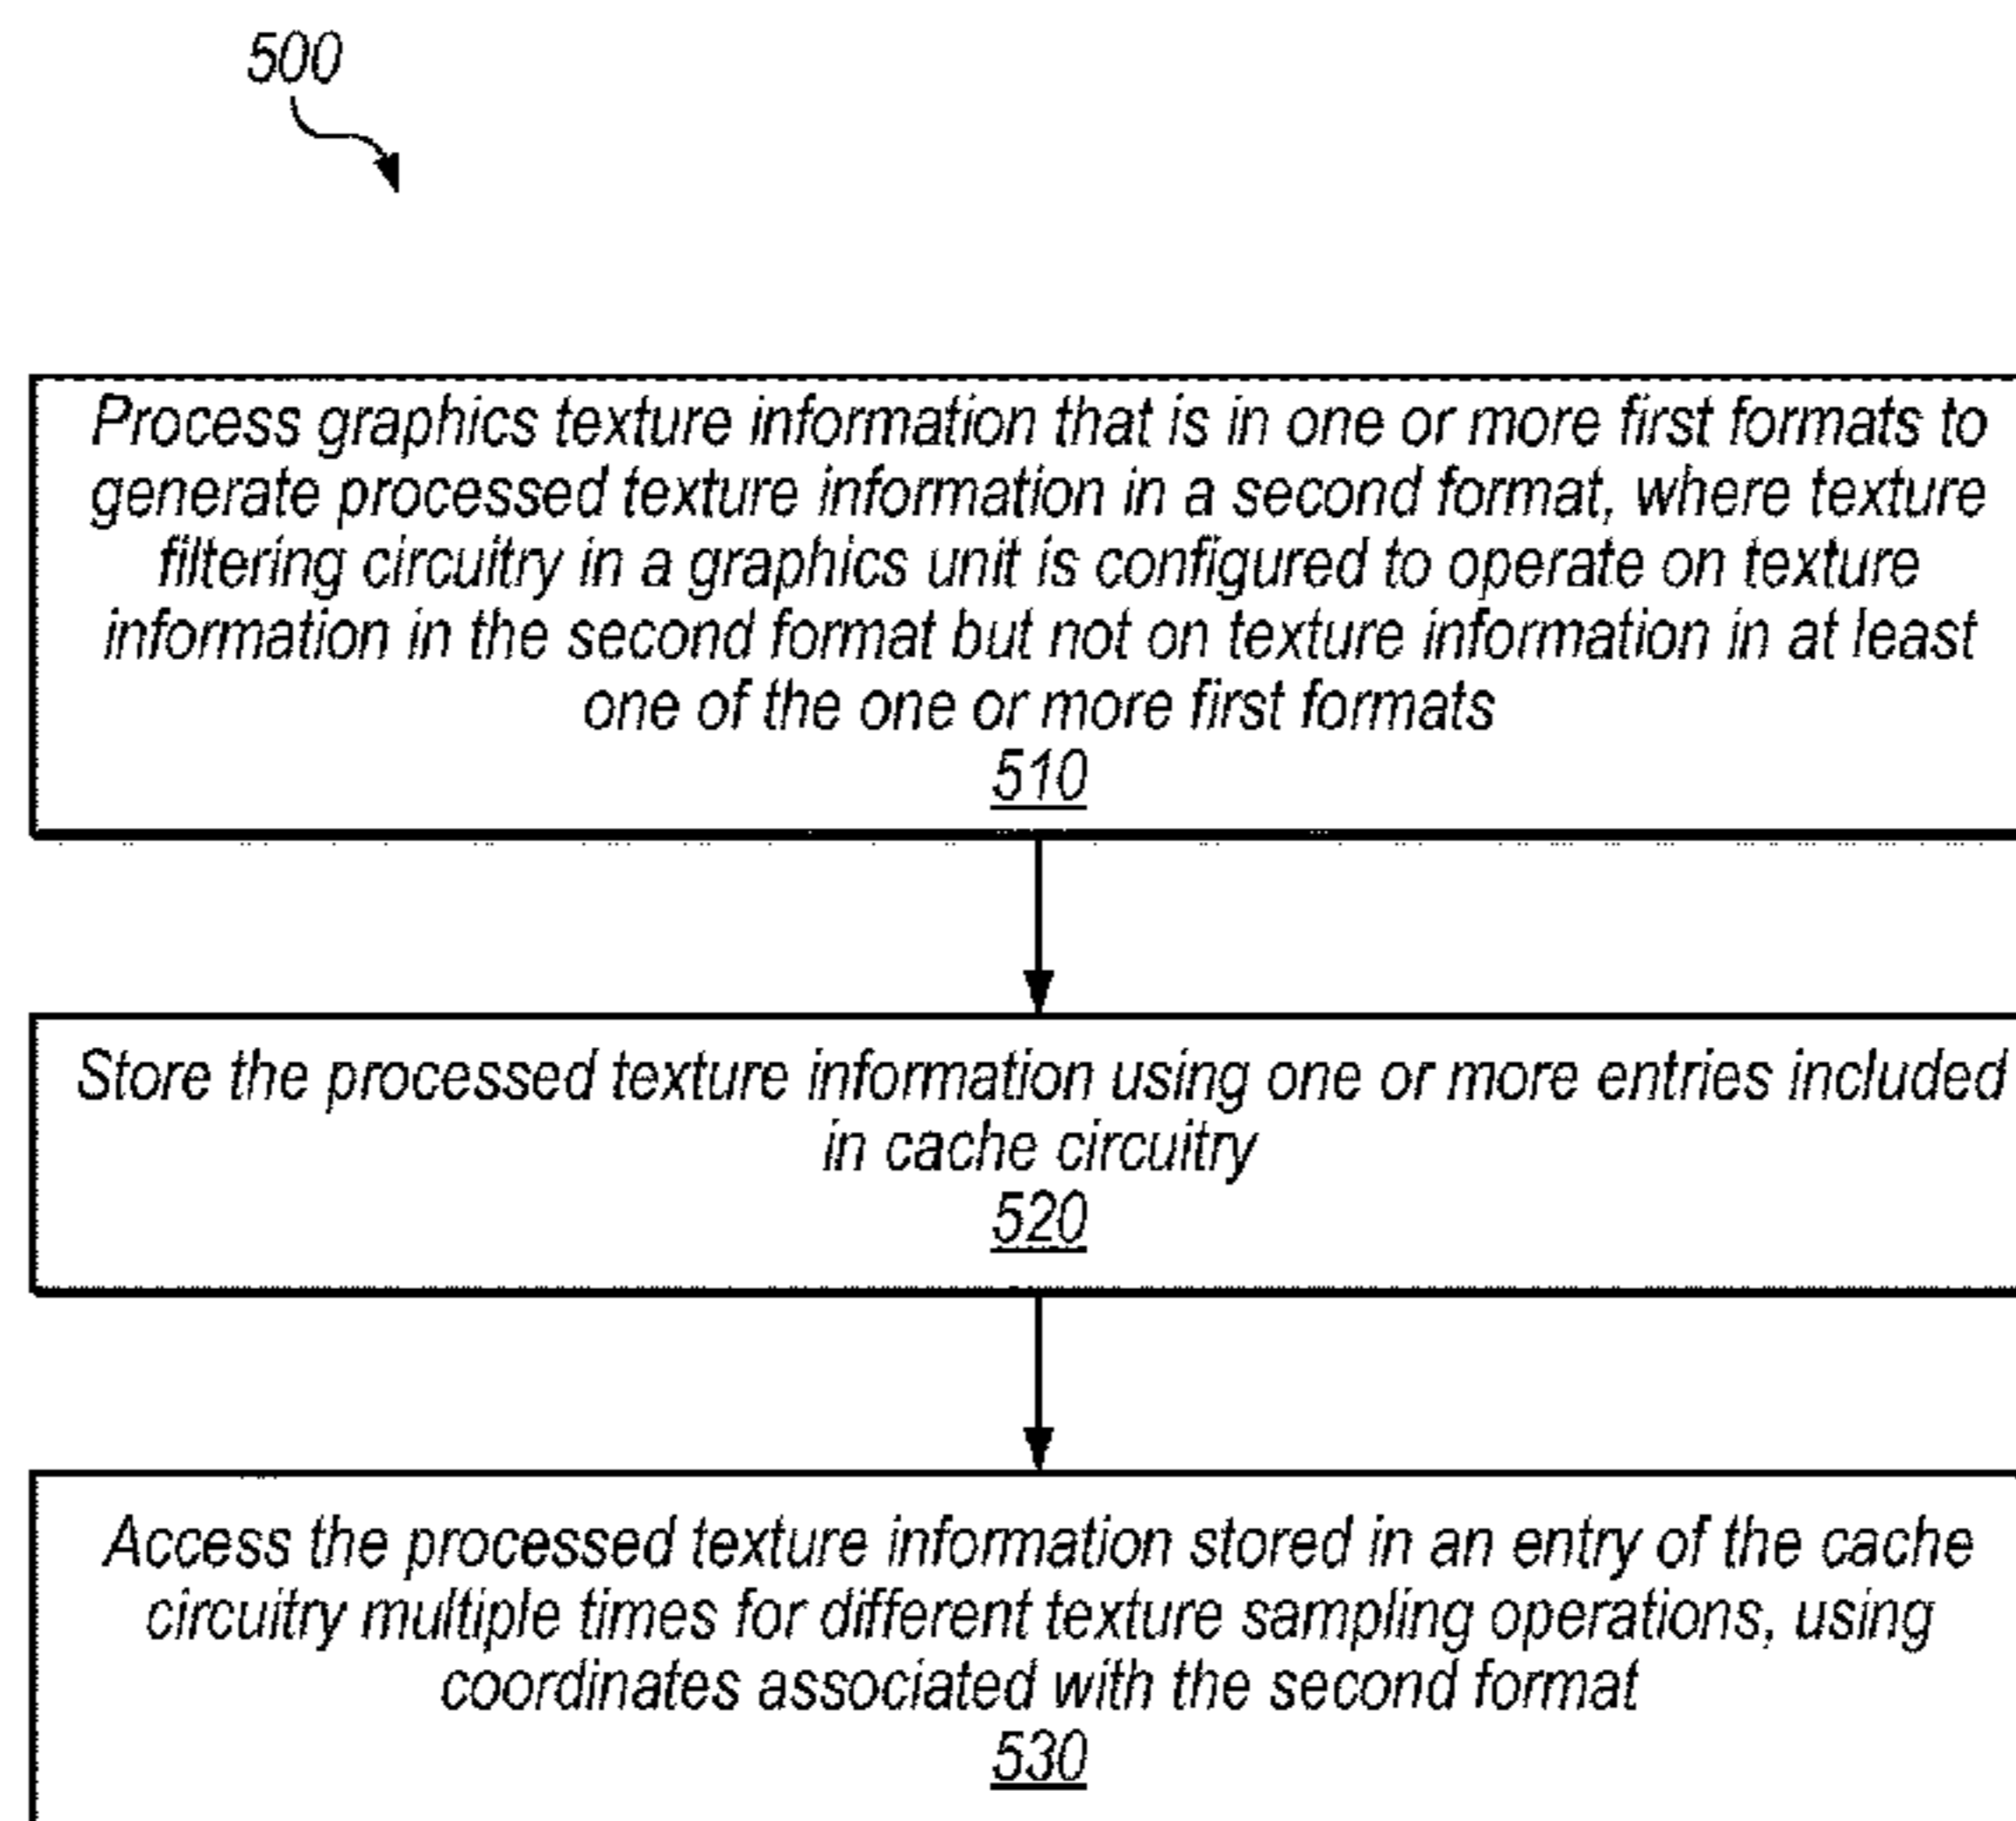 500
Process graphics texture information that is in one or more first formats to
generate processed texture information in a second format, where texture
filtering circuitry in a graphics unit is configured to operate on texture
information in the second format but not on texture information in at least
one of the one or more first formats
510
Store the processed texture information using one or more entries included
in cache circuitry
520
Access the processed texture information stored in an entry of the cache
circuitry multiple times for different texture sampling operations, using
coordinates associated with the second format
530